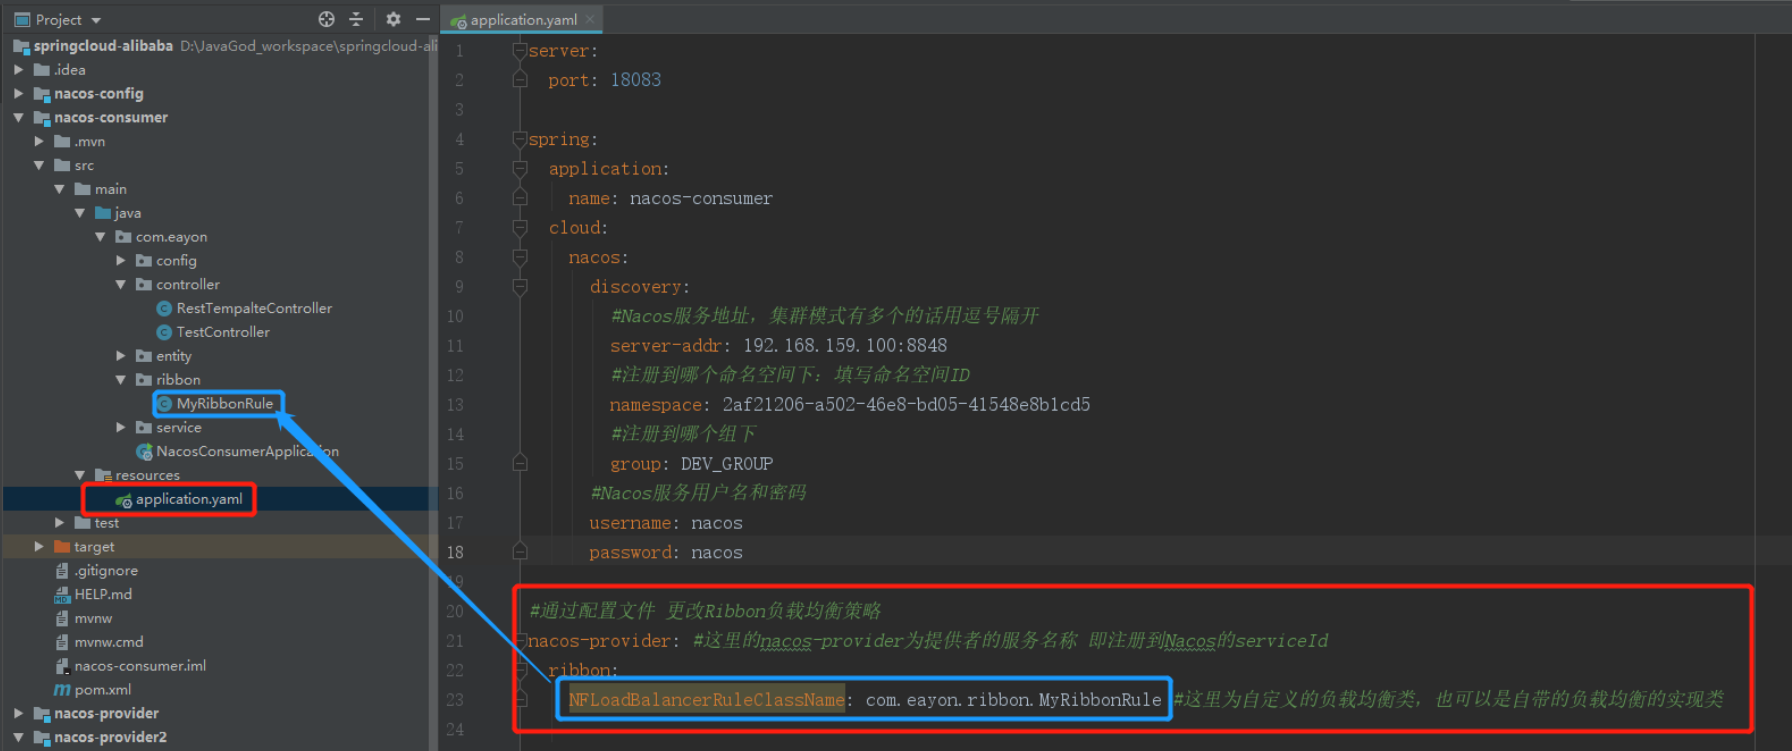 Project
springcloud-alibaba D:\JavaGod_workspace\springcloud-ali
.idea
nacos-config
nacos-consumer
.mvn
src
main
java
com.eayon
config
controller
RestTempalteController
TestController
entity
ribbon
MyRibbonRule
service
NacosConsumerApplication
resources
application.yaml
test
target
.gitignore
HELP.md
mvnw
mvnw.cmd
nacos-consumer.iml
pom.xml
nacos-provider
nacos-provider2
application.yaml
1 server:
2 port: 18083
3
4 spring:
5 application:
6 name: nacos-consumer
7 cloud:
8 nacos:
9 discovery:
10 #Nacos服务地址，集群模式有多个的话用逗号隔开
11 server-addr: 192.168.159.100:8848
12 #注册到哪个命名空间下：填写命名空间ID
13 namespace: 2af21206-a502-46e8-bd05-41548e8b1cd5
14 #注册到哪个组下
15 group: DEV_GROUP
16 #Nacos服务用户名和密码
17 username: nacos
18 password: nacos
19
20 #通过配置文件 更改Ribbon负载均衡策略
21 nacos-provider: #这里的nacos-provider为提供者的服务名称 即注册到Nacos的serviceId
22 ribbon:
23 NFLoadBalancerRuleClassName: com.eayon.ribbon.MyRibbonRule #这里为自定义的负载均衡类，也可以是自带的负载均衡的实现类
24